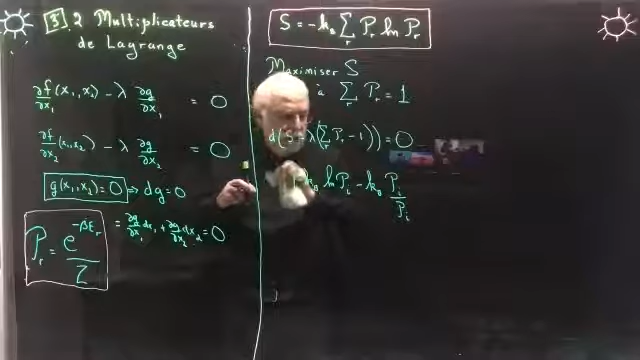 3.2 Multiplicateurs
de Lagrange
∂f/∂x₁ (x₁,x₂) - λ ∂g/∂x₁ = 0
∂f/∂x₂ (x₁,x₂) - λ ∂g/∂x₂ = 0
g(x₁,x₂) = 0 ⇒ dg = 0
= ∂g/∂x₁ dx₁ + ∂g/∂x₂ dx₂ = 0
Pᵣ = e^(-βEᵣ) / Z
S = -k_B Σᵣ Pᵣ ln Pᵣ
Maximiser S
à Σᵣ Pᵣ = 1
d(S - λ(Σᵣ Pᵣ - 1)) = 0
k_B ln Pᵢ - k_B Pᵢ/Pᵢ